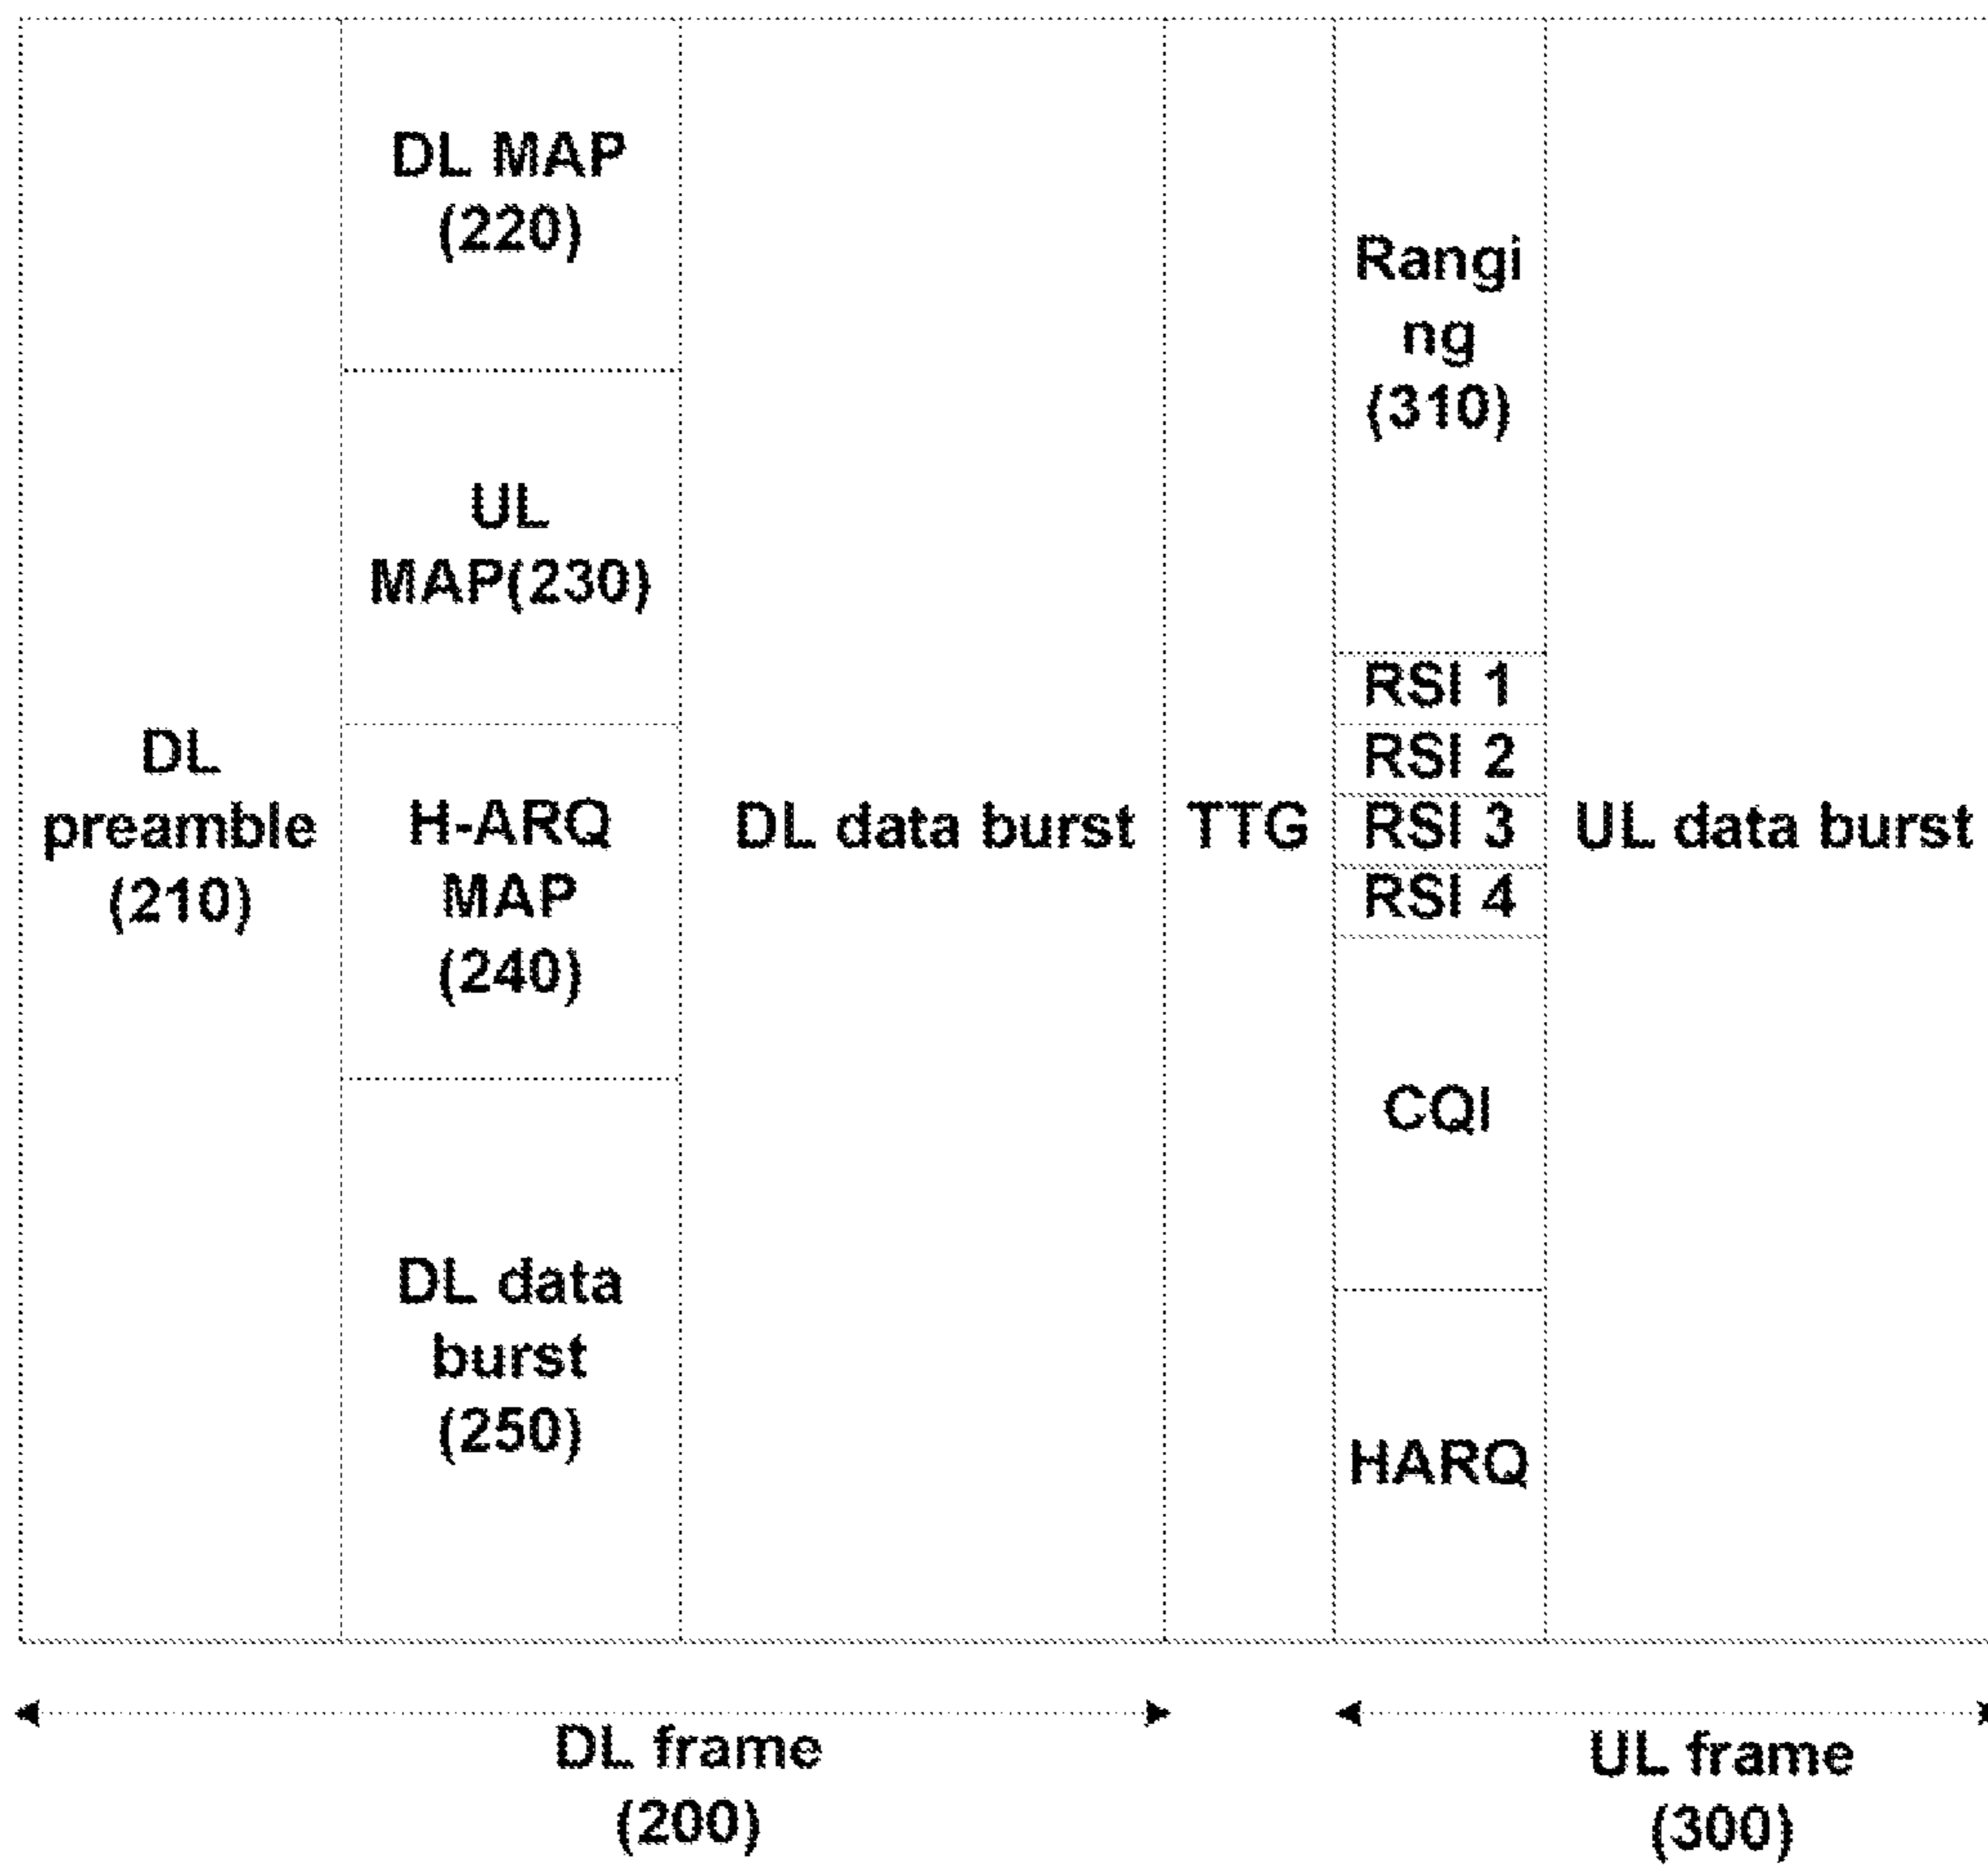 DL
preamble
(210)
DL MAP
(220)
UL
MAP(230)
H-ARQ
MAP
(240)
DL data
burst
(250)
DL data burst
TTG
Rangi
ng
(310)
RSI 1
RSI 2
RSI 3
RSI 4
CQI
HARQ
UL data burst
DL frame
(200)
UL frame
(300)